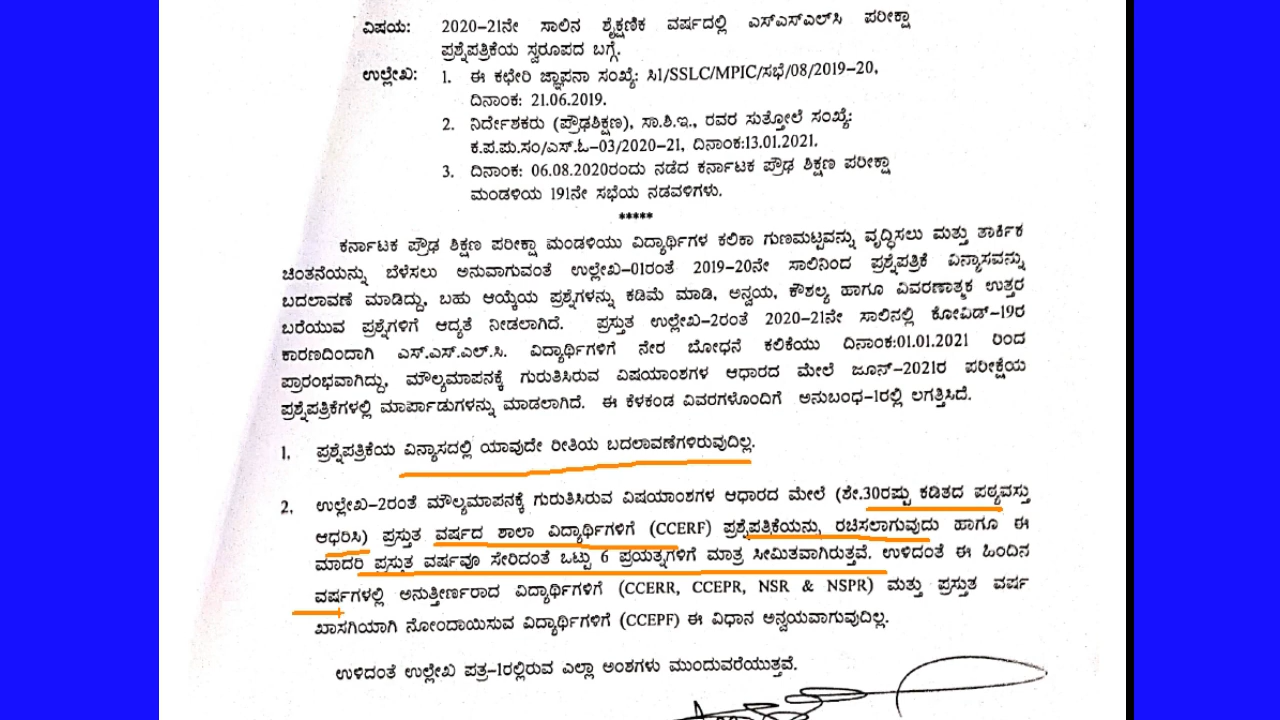 ವಿಷಯ: 2020–21ನೇ ಸಾಲಿನ ಶೈಕ್ಷಣಿಕ ವರ್ಷದಲ್ಲಿ ಎಸ್ಎಸ್ಎಲ್‌ಸಿ ಪರೀಕ್ಷಾ
ಪ್ರಶ್ನೆಪತ್ರಿಕೆಯ ಸ್ವರೂಪದ ಬಗ್ಗೆ.
ಉಲ್ಲೇಖ: 1. ಈ ಕಛೇರಿ ಜ್ಞಾಪನಾ ಸಂಖ್ಯೆ: ಸಿ1/SSLC/MPIC/ಸಭೆ/08/2019–20,
ದಿನಾಂಕ: 21.06.2019.
2. ನಿರ್ದೇಶಕರು (ಪ್ರೌಢಶಿಕ್ಷಣ), ಸಾ.ಶಿ.ಇ., ರವರ ಸುತ್ತೋಲೆ ಸಂಖ್ಯೆ:
ಕ.ಪ.ಪು.ಸಂ/ಎಸ್.ಓ–03/2020–21, ದಿನಾಂಕ:13.01.2021.
3. ದಿನಾಂಕ: 06.08.2020ರಂದು ನಡೆದ ಕರ್ನಾಟಕ ಪ್ರೌಢ ಶಿಕ್ಷಣ ಪರೀಕ್ಷಾ
ಮಂಡಳಿಯ 191ನೇ ಸಭೆಯ ನಡವಳಿಗಳು.
*****
ಕರ್ನಾಟಕ ಪ್ರೌಢ ಶಿಕ್ಷಣ ಪರೀಕ್ಷಾ ಮಂಡಳಿಯು ವಿದ್ಯಾರ್ಥಿಗಳ ಕಲಿಕಾ ಗುಣಮಟ್ಟವನ್ನು ವೃದ್ಧಿಸಲು ಮತ್ತು ತಾರ್ಕಿಕ
ಚಿಂತನೆಯನ್ನು ಬೆಳೆಸಲು ಅನುವಾಗುವಂತೆ ಉಲ್ಲೇಖ–01ರಂತೆ 2019–20ನೇ ಸಾಲಿನಿಂದ ಪ್ರಶ್ನೆಪತ್ರಿಕೆ ವಿನ್ಯಾಸವನ್ನು
ಬದಲಾವಣೆ ಮಾಡಿದ್ದು, ಬಹು ಆಯ್ಕೆಯ ಪ್ರಶ್ನೆಗಳನ್ನು ಕಡಿಮೆ ಮಾಡಿ, ಅನ್ವಯ, ಕೌಶಲ್ಯ ಹಾಗೂ ವಿವರಣಾತ್ಮಕ ಉತ್ತರ
ಬರೆಯುವ ಪ್ರಶ್ನೆಗಳಿಗೆ ಆದ್ಯತೆ ನೀಡಲಾಗಿದೆ. ಪ್ರಸ್ತುತ ಉಲ್ಲೇಖ–2ರಂತೆ 2020–21ನೇ ಸಾಲಿನಲ್ಲಿ ಕೋವಿಡ್–19ರ
ಕಾರಣದಿಂದಾಗಿ ಎಸ್.ಎಸ್.ಎಲ್.ಸಿ. ವಿದ್ಯಾರ್ಥಿಗಳಿಗೆ ನೇರ ಬೋಧನೆ ಕಲಿಕೆಯು ದಿನಾಂಕ:01.01.2021 ರಿಂದ
ಪ್ರಾರಂಭವಾಗಿದ್ದು, ಮೌಲ್ಯಮಾಪನಕ್ಕೆ ಗುರುತಿಸಿರುವ ವಿಷಯಾಂಶಗಳ ಆಧಾರದ ಮೇಲೆ ಜೂನ್–2021ರ ಪರೀಕ್ಷೆಯ
ಪ್ರಶ್ನೆಪತ್ರಿಕೆಗಳಲ್ಲಿ ಮಾರ್ಪಾಡುಗಳನ್ನು ಮಾಡಲಾಗಿದೆ. ಈ ಕೆಳಕಂಡ ವಿವರಗಳೊಂದಿಗೆ ಅನುಬಂಧ–1ರಲ್ಲಿ ಲಗತ್ತಿಸಿದೆ.
1. ಪ್ರಶ್ನೆಪತ್ರಿಕೆಯ ವಿನ್ಯಾಸದಲ್ಲಿ ಯಾವುದೇ ರೀತಿಯ ಬದಲಾವಣೆಗಳಿರುವುದಿಲ್ಲ.
2. ಉಲ್ಲೇಖ–2ರಂತೆ ಮೌಲ್ಯಮಾಪನಕ್ಕೆ ಗುರುತಿಸಿರುವ ವಿಷಯಾಂಶಗಳ ಆಧಾರದ ಮೇಲೆ (ಶೇ.30ರಷ್ಟು ಕಡಿತದ ಪಠ್ಯವಸ್ತು
ಆಧರಿಸಿ) ಪ್ರಸ್ತುತ ವರ್ಷದ ಶಾಲಾ ವಿದ್ಯಾರ್ಥಿಗಳಿಗೆ (CCERF) ಪ್ರಶ್ನೆಪತ್ರಿಕೆಯನ್ನು ರಚಿಸಲಾಗುವುದು ಹಾಗೂ ಈ
ಮಾದರಿ ಪ್ರಸ್ತುತ ವರ್ಷವೂ ಸೇರಿದಂತೆ ಒಟ್ಟು 6 ಪ್ರಯತ್ನಗಳಿಗೆ ಮಾತ್ರ ಸೀಮಿತವಾಗಿರುತ್ತವೆ. ಉಳಿದಂತೆ ಈ ಹಿಂದಿನ
ವರ್ಷಗಳಲ್ಲಿ ಅನುತ್ತೀರ್ಣರಾದ ವಿದ್ಯಾರ್ಥಿಗಳಿಗೆ (CCERR, CCEPR, NSR & NSPR) ಮತ್ತು ಪ್ರಸ್ತುತ ವರ್ಷ
ಖಾಸಗಿಯಾಗಿ ನೋಂದಾಯಿಸುವ ವಿದ್ಯಾರ್ಥಿಗಳಿಗೆ (CCEPF) ಈ ವಿಧಾನ ಅನ್ವಯವಾಗುವುದಿಲ್ಲ.
ಉಳಿದಂತೆ ಉಲ್ಲೇಖ ಪತ್ರ–1ರಲ್ಲಿರುವ ಎಲ್ಲಾ ಅಂಶಗಳು ಮುಂದುವರೆಯುತ್ತವೆ.